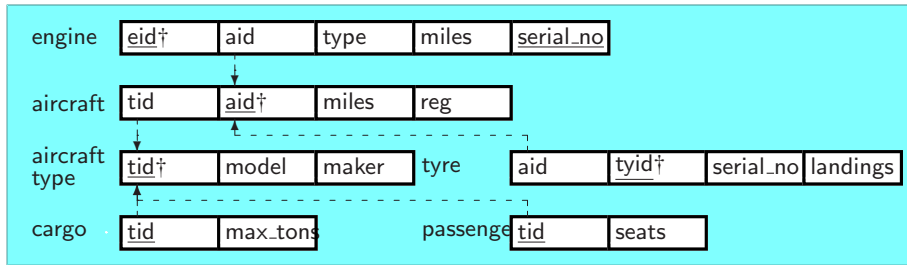 engine eid† aid type miles serial_no
aircraft tid aid† miles reg
aircraft type tid† model maker tyre aid tyid† serial_no landings
cargo tid max_tons passenge tid seats